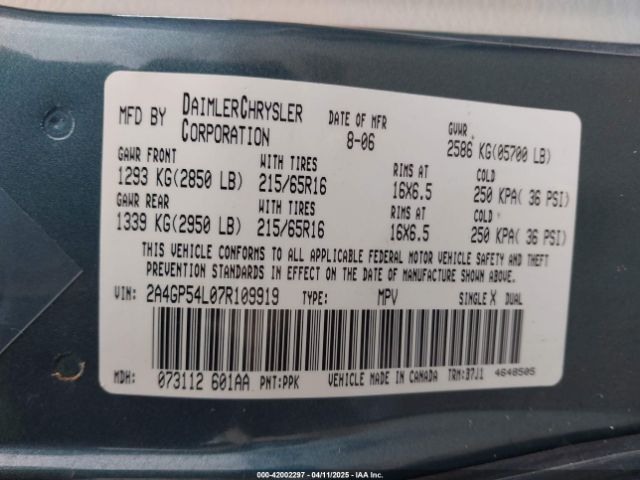 MFD BY DAIMLERCHRYSLER CORPORATION DATE OF MFR 8-06 GVWR 2586 KG(05700 LB)
GAWR FRONT WITH TIRES RIMS AT COLD
1293 KG(2850 LB) 215/65R16 16X6.5 250 KPA( 36 PSI)
GAWR REAR WITH TIRES RIMS AT COLD
1339 KG(2950 LB) 215/65R16 16X6.5 250 KPA( 36 PSI)
THIS VEHICLE CONFORMS TO ALL APPLICABLE FEDERAL MOTOR VEHICLE SAFETY AND THEFT
PREVENTION STANDARDS IN EFFECT ON THE DATE OF MANUFACTURE SHOWN ABOVE.
VIN: 2A4GP54L07R109919 TYPE: MPV SINGLE X DUAL
MDH: 073112 601AA PNT:PPK VEHICLE MADE IN CANADA TRM:B7J1 4648505
000-42002297 - 04/11/2025 - IAA Inc.